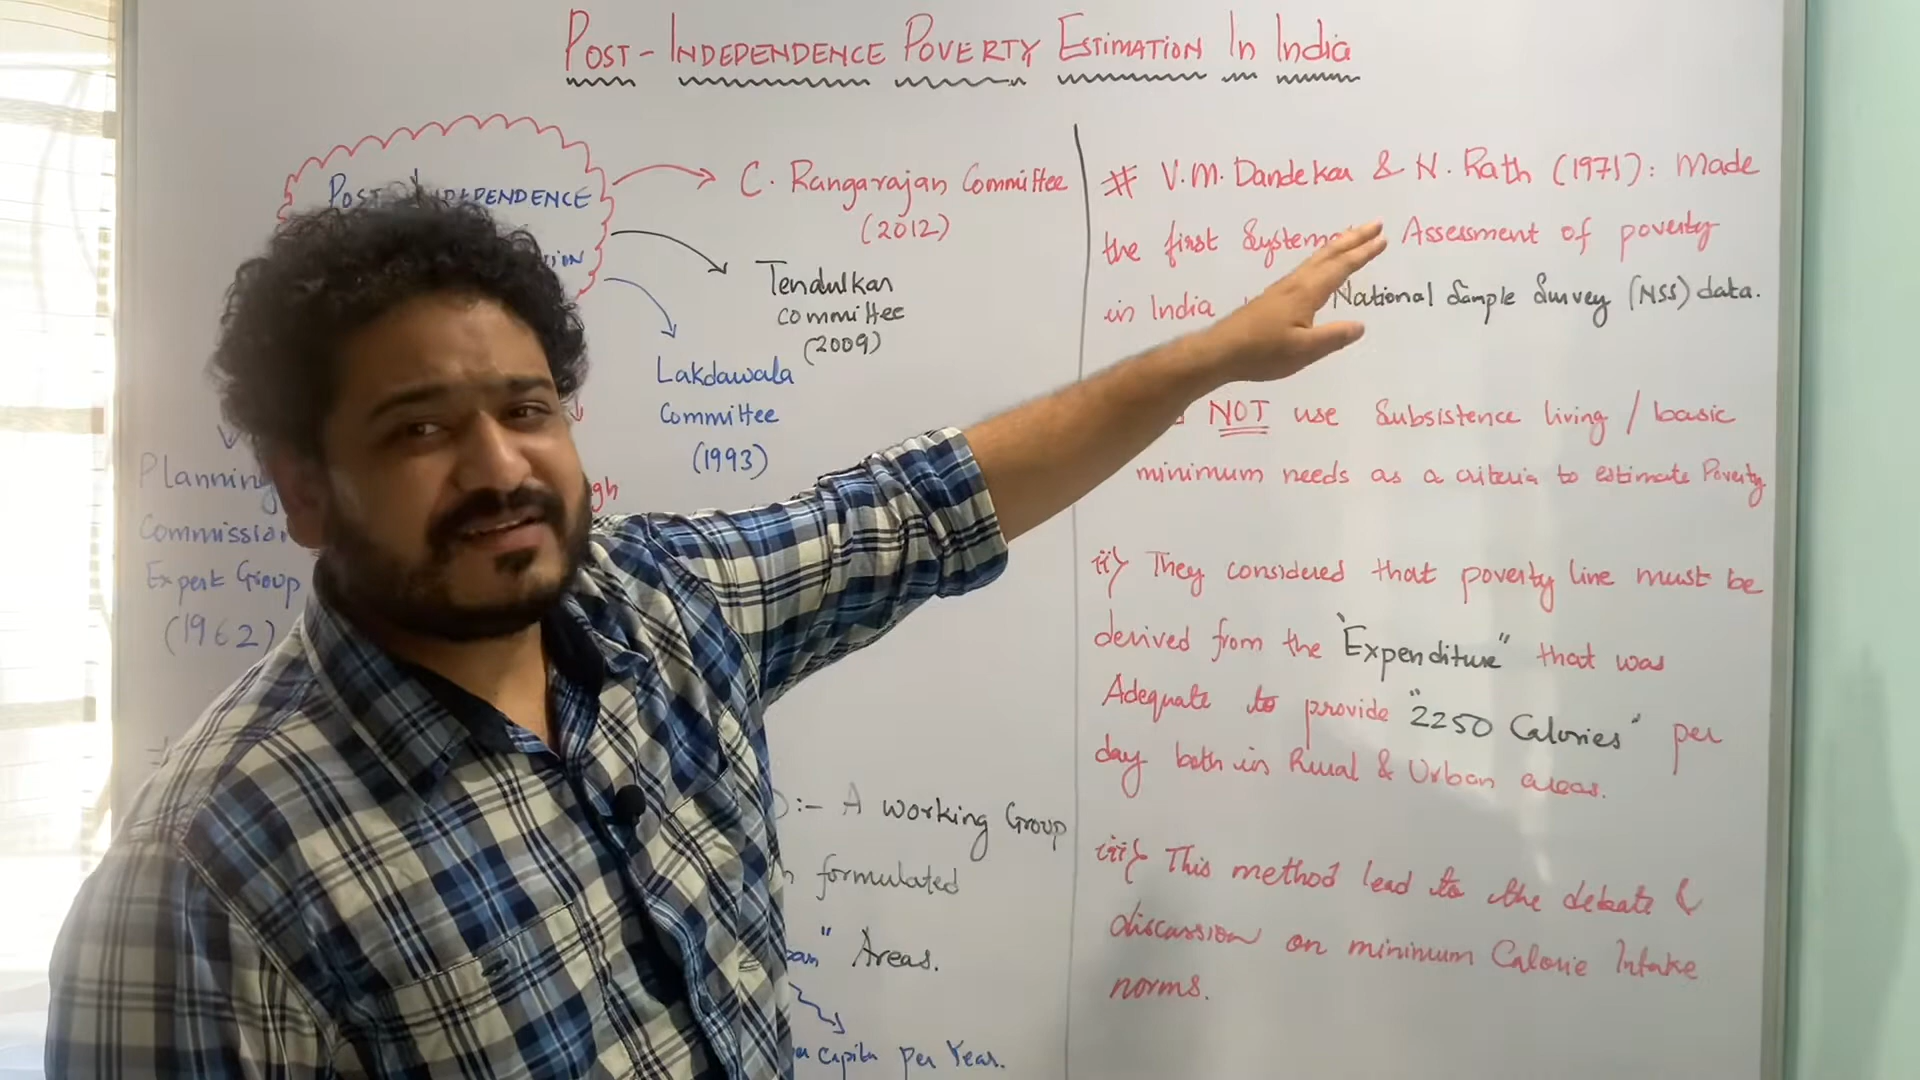 POST-INDEPENDENCE POVERTY ESTIMATION IN INDIA
C. Rangarajan Committee
(2012)
Tendulkar
committee
(2009)
Lakdawala
Committee
(1993)
Planning
Commission
Expert Group
(1962)
:- A working Group
formulated
" Areas.
capita per Year.
# V.M. Dandekar & N. Rath (1971): Made
the first Assessment of poverty
in India National Sample Survey (NSS) data.
NOT use Subsistence living / basic
minimum needs as a criteria to estimate Poverty
ii} They considered that poverty line must be
derived from the "Expenditure" that was
Adequate to provide "2250 Calories" per
day both in Rural & Urban areas.
iii} This method lead to the debate &
discussion on minimum Calorie Intake
norms.